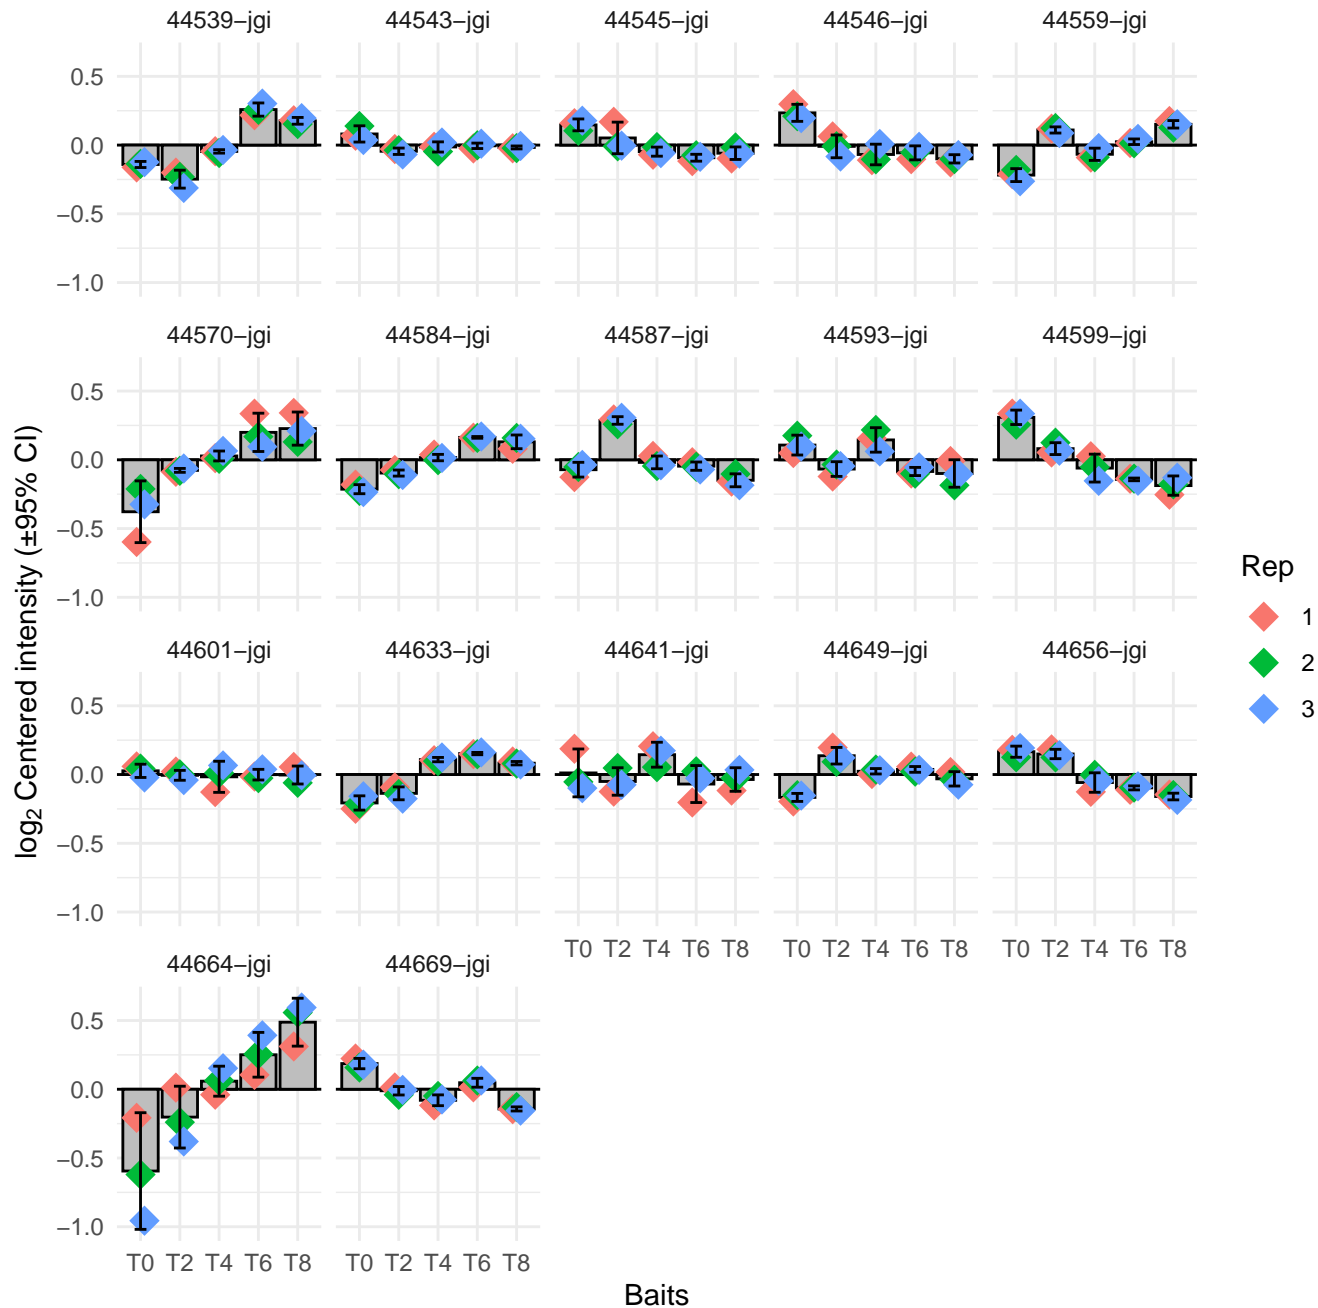 44539−jgi 44543−jgi 44545−jgi 44546−jgi 44559−jgi
0.5
0.0
−0.5
−1.0
44570−jgi 44584−jgi 44587−jgi 44593−jgi 44599−jgi
0.5
0.0
−0.5
−1.0
44601−jgi 44633−jgi 44641−jgi 44649−jgi 44656−jgi
0.5
0.0
−0.5
−1.0
T0 T2 T4 T6 T8 T0 T2 T4 T6 T8 T0 T2 T4 T6 T8
44664−jgi 44669−jgi
0.5
0.0
−0.5
−1.0
T0 T2 T4 T6 T8 T0 T2 T4 T6 T8
Baits
log₂ Centered intensity (±95% CI)
Rep
1
2
3